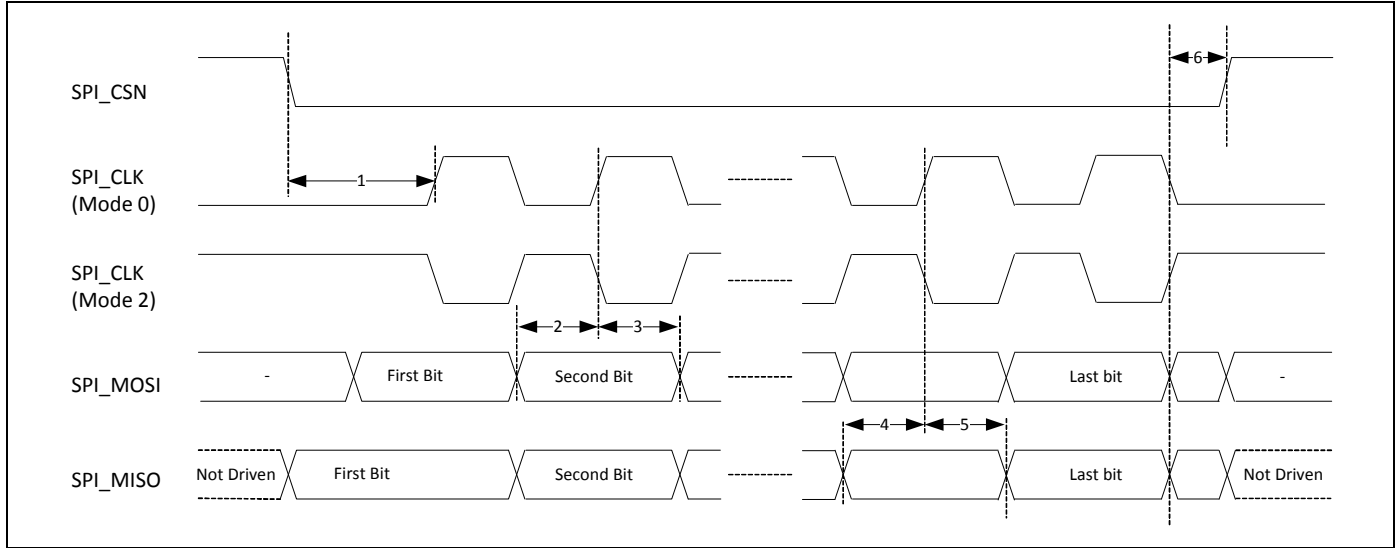 6
SPI_CSN
SPI_CLK
(Mode 0)
1
SPI_CLK
(Mode 2)
2 3
SPI_MOSI - First Bit Second Bit Last bit -
4 5
SPI_MISO Not Driven First Bit Second Bit Last bit Not Driven